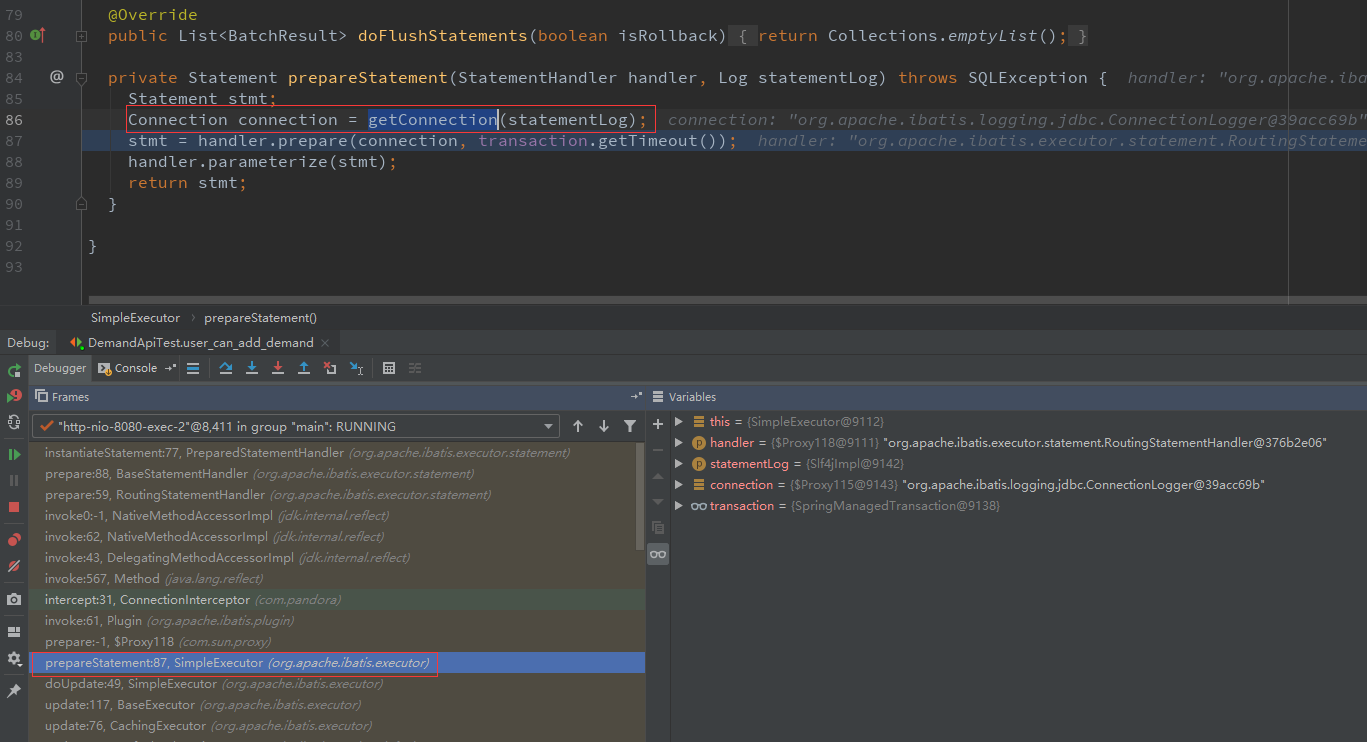 79 @Override
80 public List<BatchResult> doFlushStatements(boolean isRollback) { return Collections.emptyList(); }
83
84 @ private Statement prepareStatement(StatementHandler handler, Log statementLog) throws SQLException { handler: "org.apache.iba
85 Statement stmt;
86 Connection connection = getConnection(statementLog); connection: "org.apache.ibatis.logging.jdbc.ConnectionLogger@39acc69b"
87 stmt = handler.prepare(connection, transaction.getTimeout()); handler: "org.apache.ibatis.executor.statement.RoutingStateme
88 handler.parameterize(stmt);
89 return stmt;
90 }
91
92 }
93
SimpleExecutor › prepareStatement()
Debug: DemandApiTest.user_can_add_demand ×
Debugger Console
Frames
Variables
"http-nio-8080-exec-2"@8,411 in group "main": RUNNING
instantiateStatement:77, PreparedStatementHandler (org.apache.ibatis.executor.statement)
prepare:88, BaseStatementHandler (org.apache.ibatis.executor.statement)
prepare:59, RoutingStatementHandler (org.apache.ibatis.executor.statement)
invoke0:-1, NativeMethodAccessorImpl (jdk.internal.reflect)
invoke:62, NativeMethodAccessorImpl (jdk.internal.reflect)
invoke:43, DelegatingMethodAccessorImpl (jdk.internal.reflect)
invoke:567, Method (java.lang.reflect)
intercept:31, ConnectionInterceptor (com.pandora)
invoke:61, Plugin (org.apache.ibatis.plugin)
prepare:-1, $Proxy118 (com.sun.proxy)
prepareStatement:87, SimpleExecutor (org.apache.ibatis.executor)
doUpdate:49, SimpleExecutor (org.apache.ibatis.executor)
update:117, BaseExecutor (org.apache.ibatis.executor)
update:76, CachingExecutor (org.apache.ibatis.executor)
this = {SimpleExecutor@9112}
handler = {$Proxy118@9111} "org.apache.ibatis.executor.statement.RoutingStatementHandler@376b2e06"
statementLog = {Slf4jImpl@9142}
connection = {$Proxy115@9143} "org.apache.ibatis.logging.jdbc.ConnectionLogger@39acc69b"
transaction = {SpringManagedTransaction@9138}